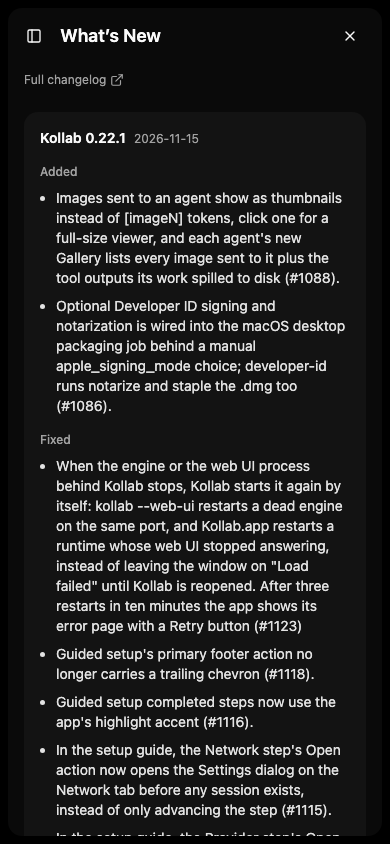 What's New
Full changelog
Kollab 0.22.1 2026-11-15
Added
• Images sent to an agent show as thumbnails
instead of [imageN] tokens, click one for a
full-size viewer, and each agent's new
Gallery lists every image sent to it plus the
tool outputs its work spilled to disk (#1088).
• Optional Developer ID signing and
notarization is wired into the macOS desktop
packaging job behind a manual
apple_signing_mode choice; developer-id
runs notarize and staple the .dmg too
(#1086).
Fixed
• When the engine or the web UI process
behind Kollab stops, Kollab starts it again by
itself: kollab --web-ui restarts a dead engine
on the same port, and Kollab.app restarts a
runtime whose web UI stopped answering,
instead of leaving the window on "Load
failed" until Kollab is reopened. After three
restarts in ten minutes the app shows its
error page with a Retry button (#1123)
• Guided setup's primary footer action no
longer carries a trailing chevron (#1118).
• Guided setup completed steps now use the
app's highlight accent (#1116).
• In the setup guide, the Network step's Open
action now opens the Settings dialog on the
Network tab before any session exists,
instead of only advancing the step (#1115).
• In the setup guide, the Provider step's Open